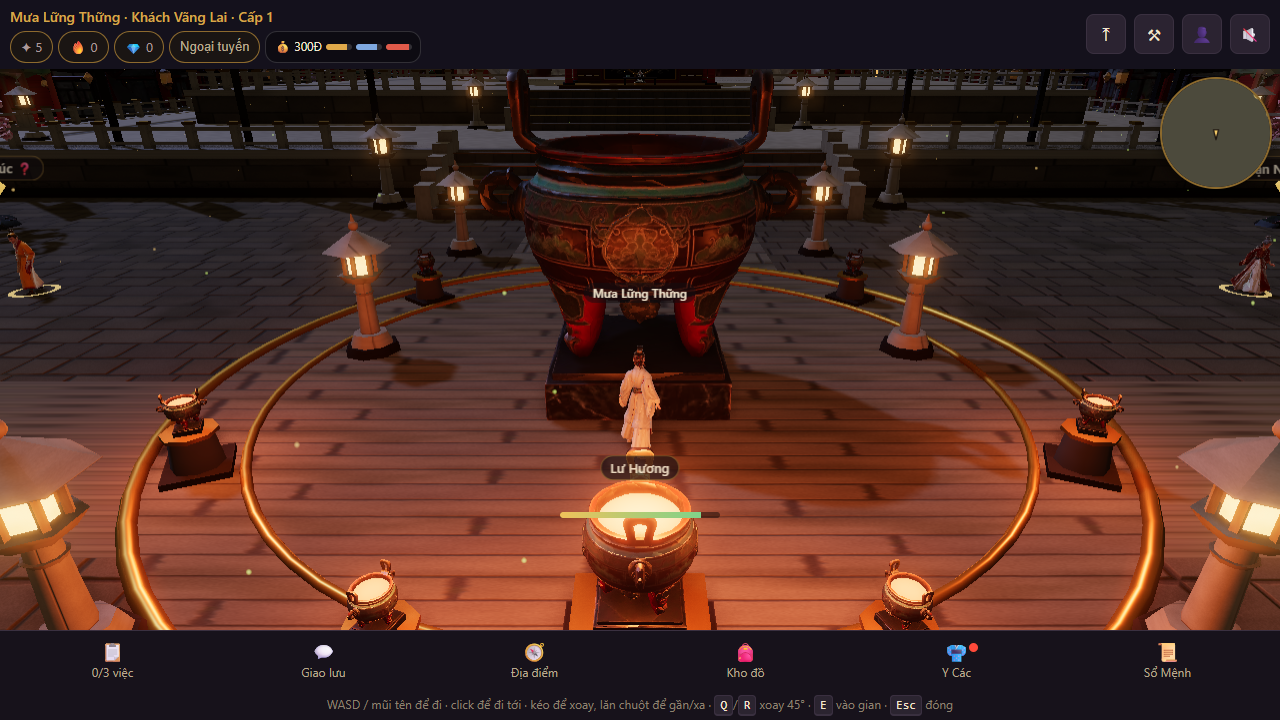 Mưa Lững Thững · Khách Vãng Lai · Cấp 1
5
0
0
Ngoại tuyến
300Đ
úc ❓
Mưa Lững Thững
Lư Hương
0/3 việc
Giao lưu
Địa điểm
Kho đồ
Y Các
Sổ Mệnh
WASD / mũi tên để đi · click để đi tới · kéo để xoay, lăn chuột để gần/xa · Q / R xoay 45° · E vào gian · Esc đóng